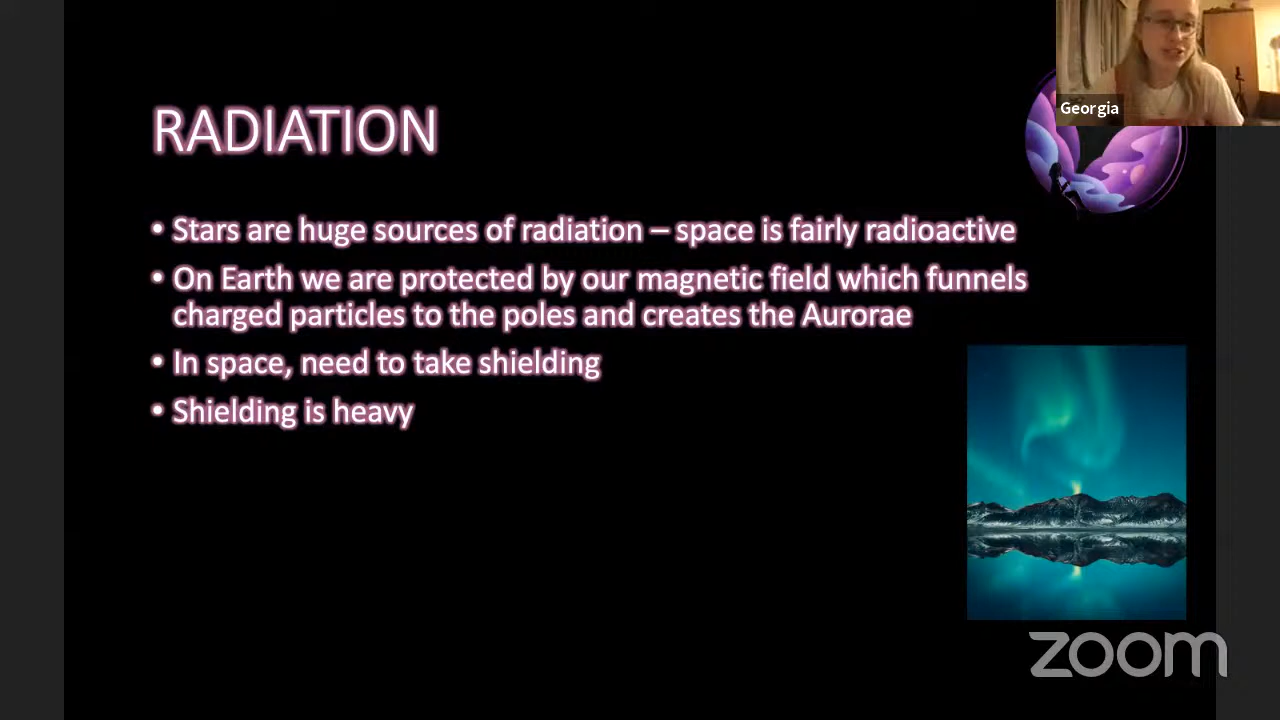 Georgia
RADIATION
• Stars are huge sources of radiation – space is fairly radioactive
• On Earth we are protected by our magnetic field which funnels
charged particles to the poles and creates the Aurorae
• In space, need to take shielding
• Shielding is heavy
zoom